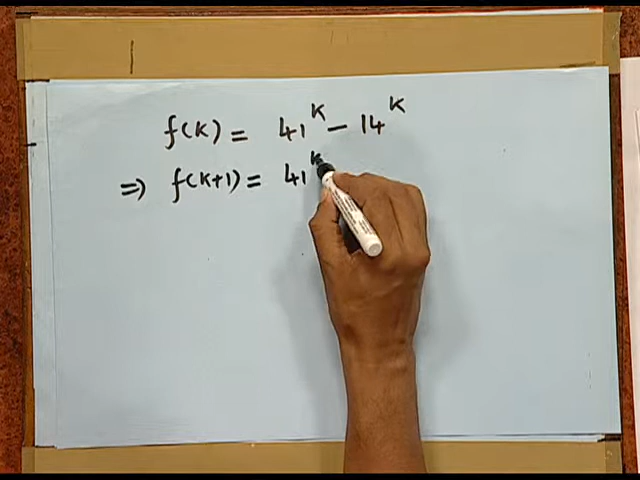 f(K) = 41^K - 14^K
⇒ f(K+1) = 41^K